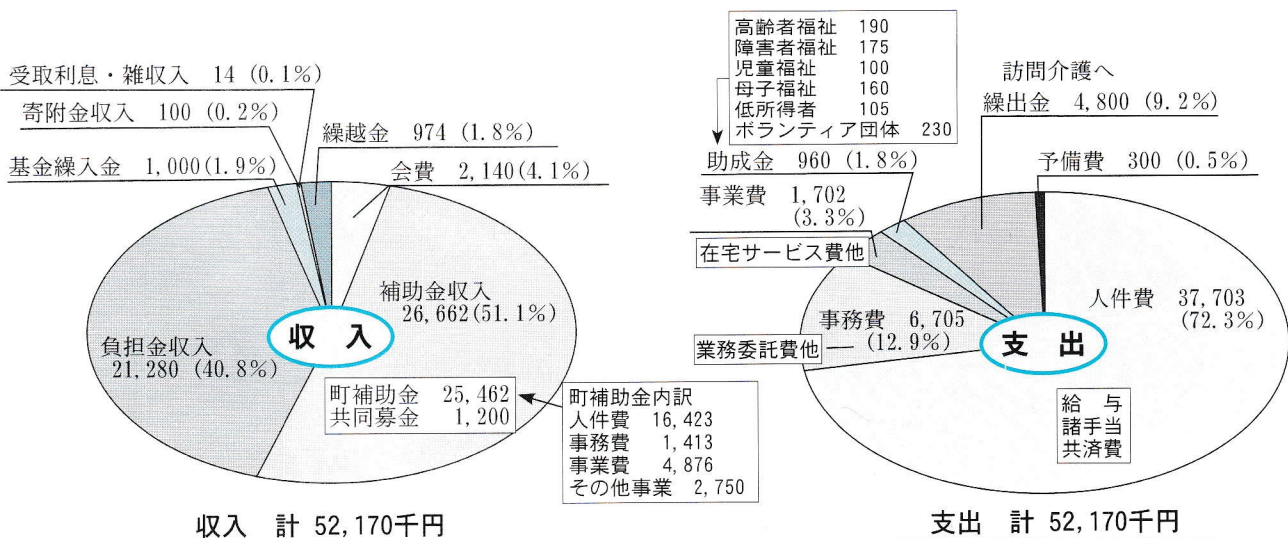 受取利息・雑収入 14 (0.1%)
寄附金収入 100 (0.2%)
繰越金 974 (1.8%)
基金繰入金 1,000(1.9%)
会費 2,140(4.1%)
補助金収入
26,662(51.1%)
収 入
負担金収入
21,280 (40.8%)
町補助金 25,462
共同募金 1,200
町補助金内訳
人件費 16,423
事務費 1,413
事業費 4,876
その他事業 2,750
収入 計 52,170千円
高齢者福祉 190
障害者福祉 175
児童福祉 100
母子福祉 160
低所得者 105
ボランティア団体 230
訪問介護へ
繰出金 4,800 (9.2%)
助成金 960 (1.8%)
予備費 300 (0.5%)
事業費 1,702
(3.3%)
在宅サービス費他
人件費 37,703
(72.3%)
事務費 6,705
(12.9%)
業務委託費他
支 出
給 与
諸手当
共済費
支出 計 52,170千円